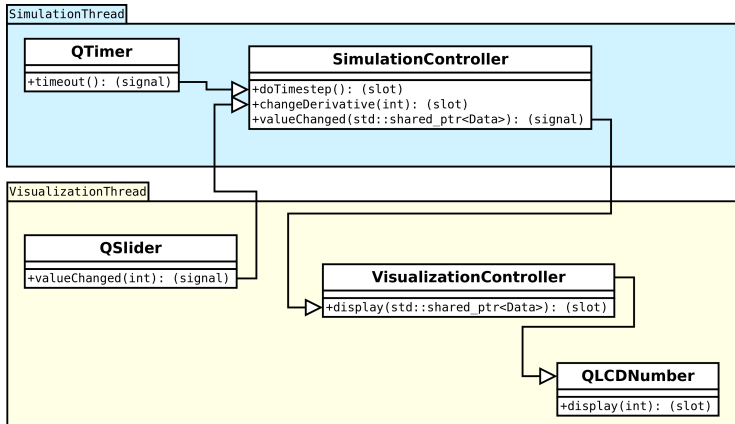 SimulationThread
QTimer
+timeout(): (signal)
SimulationController
+doTimestep(): (slot)
+changeDerivative(int): (slot)
+valueChanged(std::shared_ptr<Data>): (signal)
VisualizationThread
QSlider
+valueChanged(int): (signal)
VisualizationController
+display(std::shared_ptr<Data>): (slot)
QLCDNumber
+display(int): (slot)